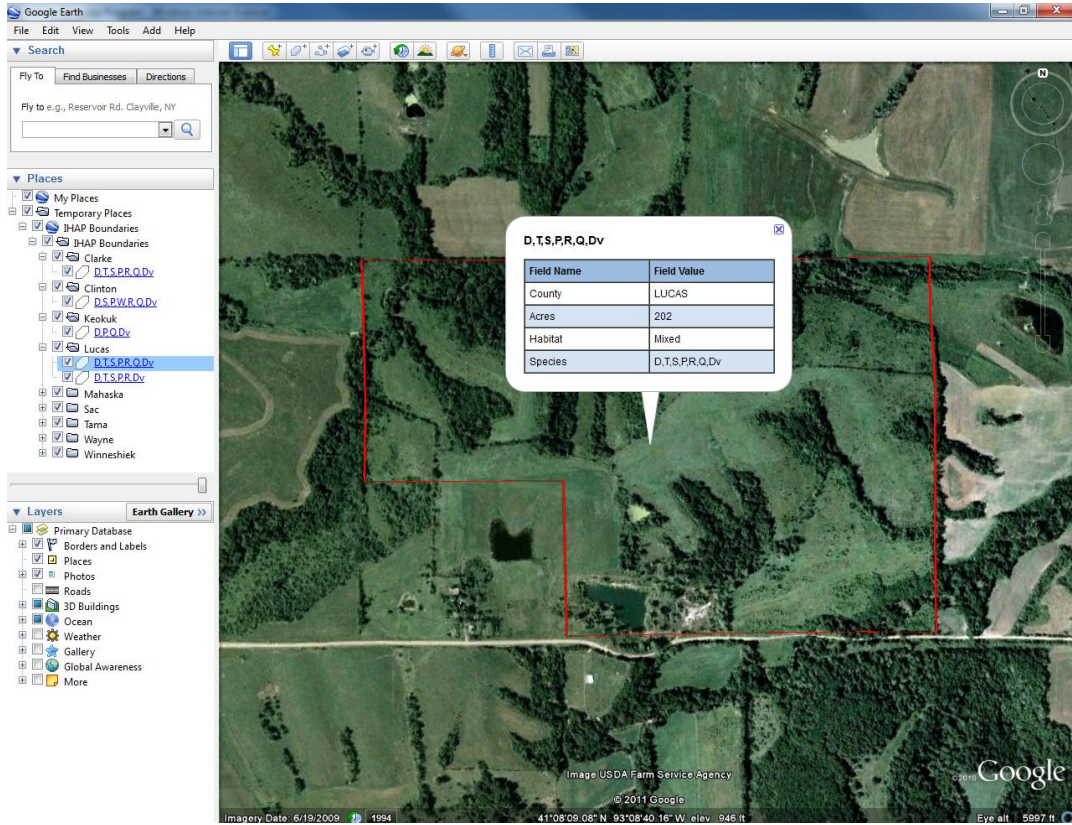 Google Earth
File Edit View Tools Add Help
Search
Fly To Find Businesses Directions
Fly to e.g., Reservoir Rd. Clayville, NY
Places
My Places
Temporary Places
IHAP Boundaries
IHAP Boundaries
Clarke
D,T,S,P,R,Q,Dv
Clinton
D,S,P,W,R,Q,Dv
Keokuk
D,P,Q,Dv
Lucas
D,T,S,P,R,Q,Dv
D,T,S,P,R,Dv
Mahaska
Sac
Tama
Wayne
Winneshiek
Layers Earth Gallery >>
Primary Database
Borders and Labels
Places
Photos
Roads
3D Buildings
Ocean
Weather
Gallery
Global Awareness
More
N
D,T,S,P,R,Q,Dv
Field Name Field Value
County LUCAS
Acres 202
Habitat Mixed
Species D,T,S,P,R,Q,Dv
Image USDA Farm Service Agency
© 2011 Google
©2010 Google
Imagery Date: 6/19/2009 1994 41°08'09.08" N 93°08'40.16" W elev 946 ft Eye alt 5997 ft